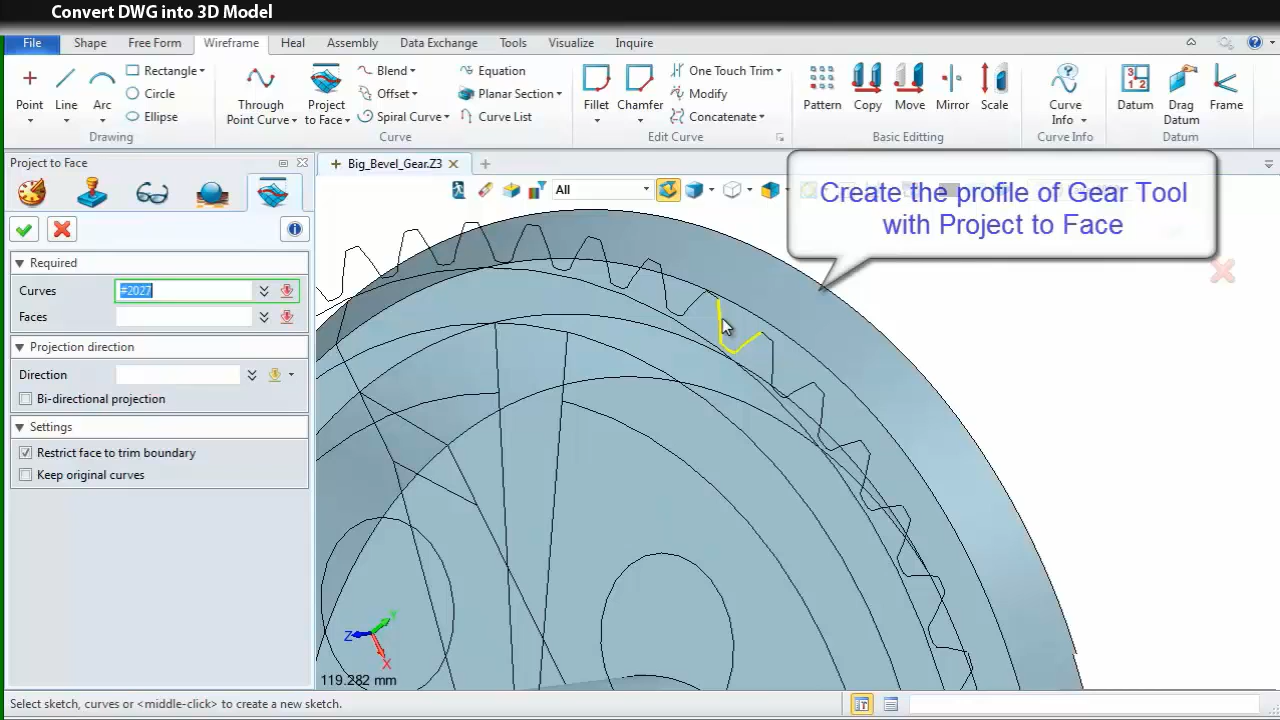 Convert DWG into 3D Model
File Shape Free Form Wireframe Heal Assembly Data Exchange Tools Visualize Inquire
Point Line Arc Rectangle Circle Ellipse
Drawing
Through Point Curve Project to Face Blend Offset Spiral Curve Equation Planar Section Curve List
Curve
Fillet Chamfer One Touch Trim Modify Concatenate
Edit Curve
Pattern Copy Move Mirror Scale
Basic Editing
Curve Info
Curve Info
Datum Drag Datum Frame
Datum
Project to Face
Big_Bevel_Gear.Z3
All
Create the profile of Gear Tool
with Project to Face
Required
Curves #2027
Faces
Projection direction
Direction
Bi-directional projection
Settings
Restrict face to trim boundary
Keep original curves
Y
Z
X
119.282 mm
Select sketch, curves or <middle-click> to create a new sketch.